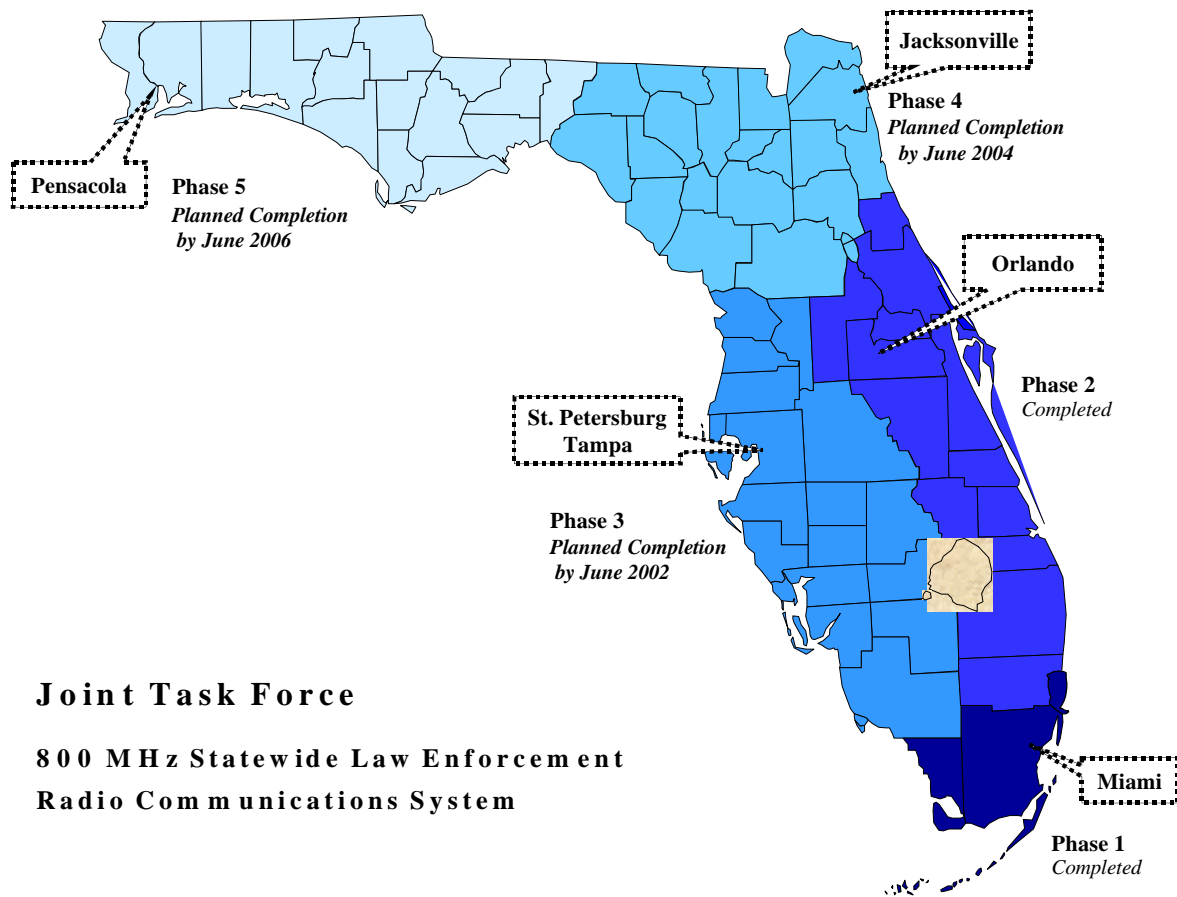 Jacksonville
Phase 4
Planned Completion
by June 2004
Pensacola
Phase 5
Planned Completion
by June 2006
Orlando
Phase 2
Completed
St. Petersburg
Tampa
Phase 3
Planned Completion
by June 2002
Joint Task Force
800 MHz Statewide Law Enforcement
Radio Communications System
Miami
Phase 1
Completed